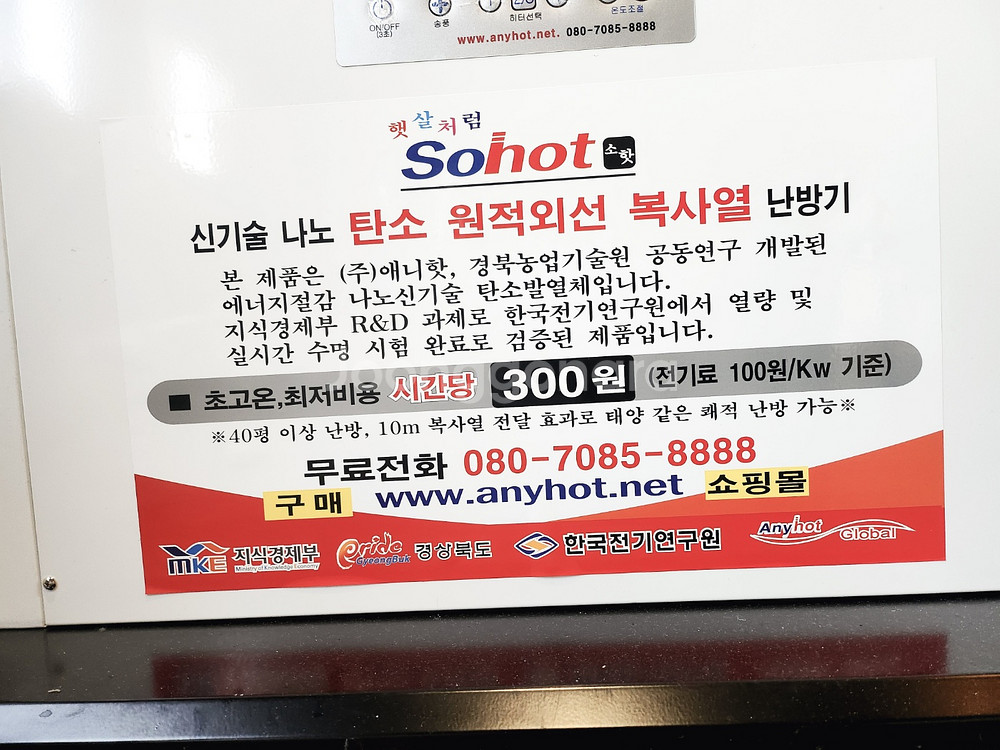 ON/OFF
(3초)
송풍
히터선택
온도조절
www.anyhot.net. 080-7085-8888
햇살처럼
Sohot 소핫
신기술 나노 탄소 원적외선 복사열 난방기
본 제품은 (주)애니핫, 경북농업기술원 공동연구 개발된
에너지절감 나노신기술 탄소발열체입니다.
지식경제부 R&D 과제로 한국전기연구원에서 열량 및
실시간 수명 시험 완료로 검증된 제품입니다.
■ 초고온,최저비용 시간당 300원 (전기료 100원/Kw 기준)
※40평 이상 난방, 10m 복사열 전달 효과로 태양 같은 쾌적 난방 가능※
무료전화 080-7085-8888
구매 www.anyhot.net 쇼핑몰
MKE 지식경제부 Ministry of Knowledge Economy
Pride GyeongBuk 경상북도
한국전기연구원
Anyhot Global